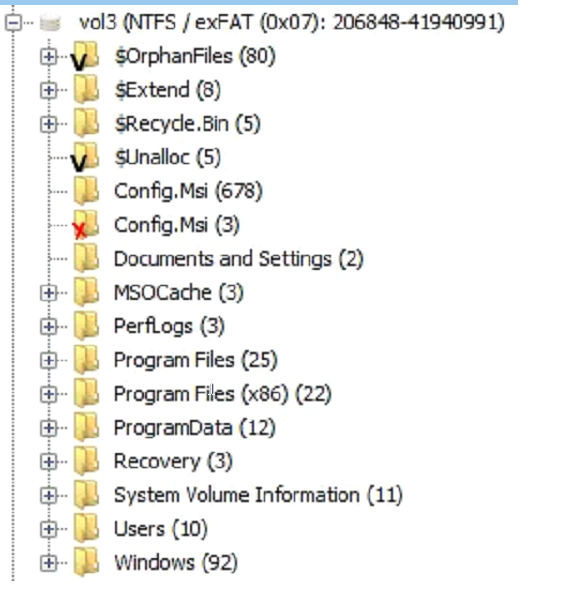 vol3 (NTFS / exFAT (0x07): 206848-41940991)
$OrphanFiles (80)
$Extend (8)
$Recycle.Bin (5)
$Unalloc (5)
Config.Msi (678)
Config.Msi (3)
Documents and Settings (2)
MSOCache (3)
PerfLogs (3)
Program Files (25)
Program Files (x86) (22)
ProgramData (12)
Recovery (3)
System Volume Information (11)
Users (10)
Windows (92)